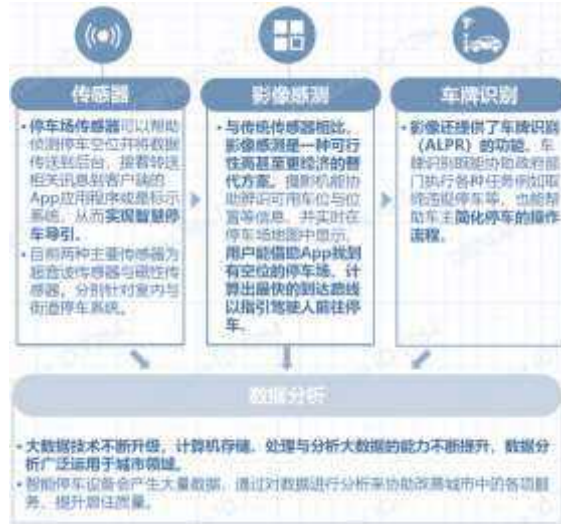 传感器
• 停车场传感器可以帮助
侦测停车空位并将数据
传送到后台，接着转送
相关讯息到客户端的
App应用程序或是标示
系统，从而实现智慧停
车导引。
• 目前两种主要传感器为
超音波传感器与磁性传
感器，分别针对室内与
街道停车系统。
影像感测
• 与传统传感器相比，
影像感测是一种可行
性高甚至更经济的替
代方案。摄影机能协
助辨识可用车位与位
置等信息，并实时在
停车场地图中显示，
用户能借助App找到
有空位的停车场，计
算出最快的到达路线
以指引驾驶人前往停
车。
车牌识别
• 影像还提供了车牌识别
（ALPR）的功能。车
牌识别既能协助政府部
门执行各种任务例如取
缔违规停车等，也能帮
助车主简化停车的操作
流程。
数据分析
• 大数据技术不断升级，计算机存储、处理与分析大数据的能力不断提升，数据分
析广泛运用于城市领域。
• 智能停车设备会产生大量数据，通过对数据进行分析来协助改善城市中的各项服
务，提升居住质量。